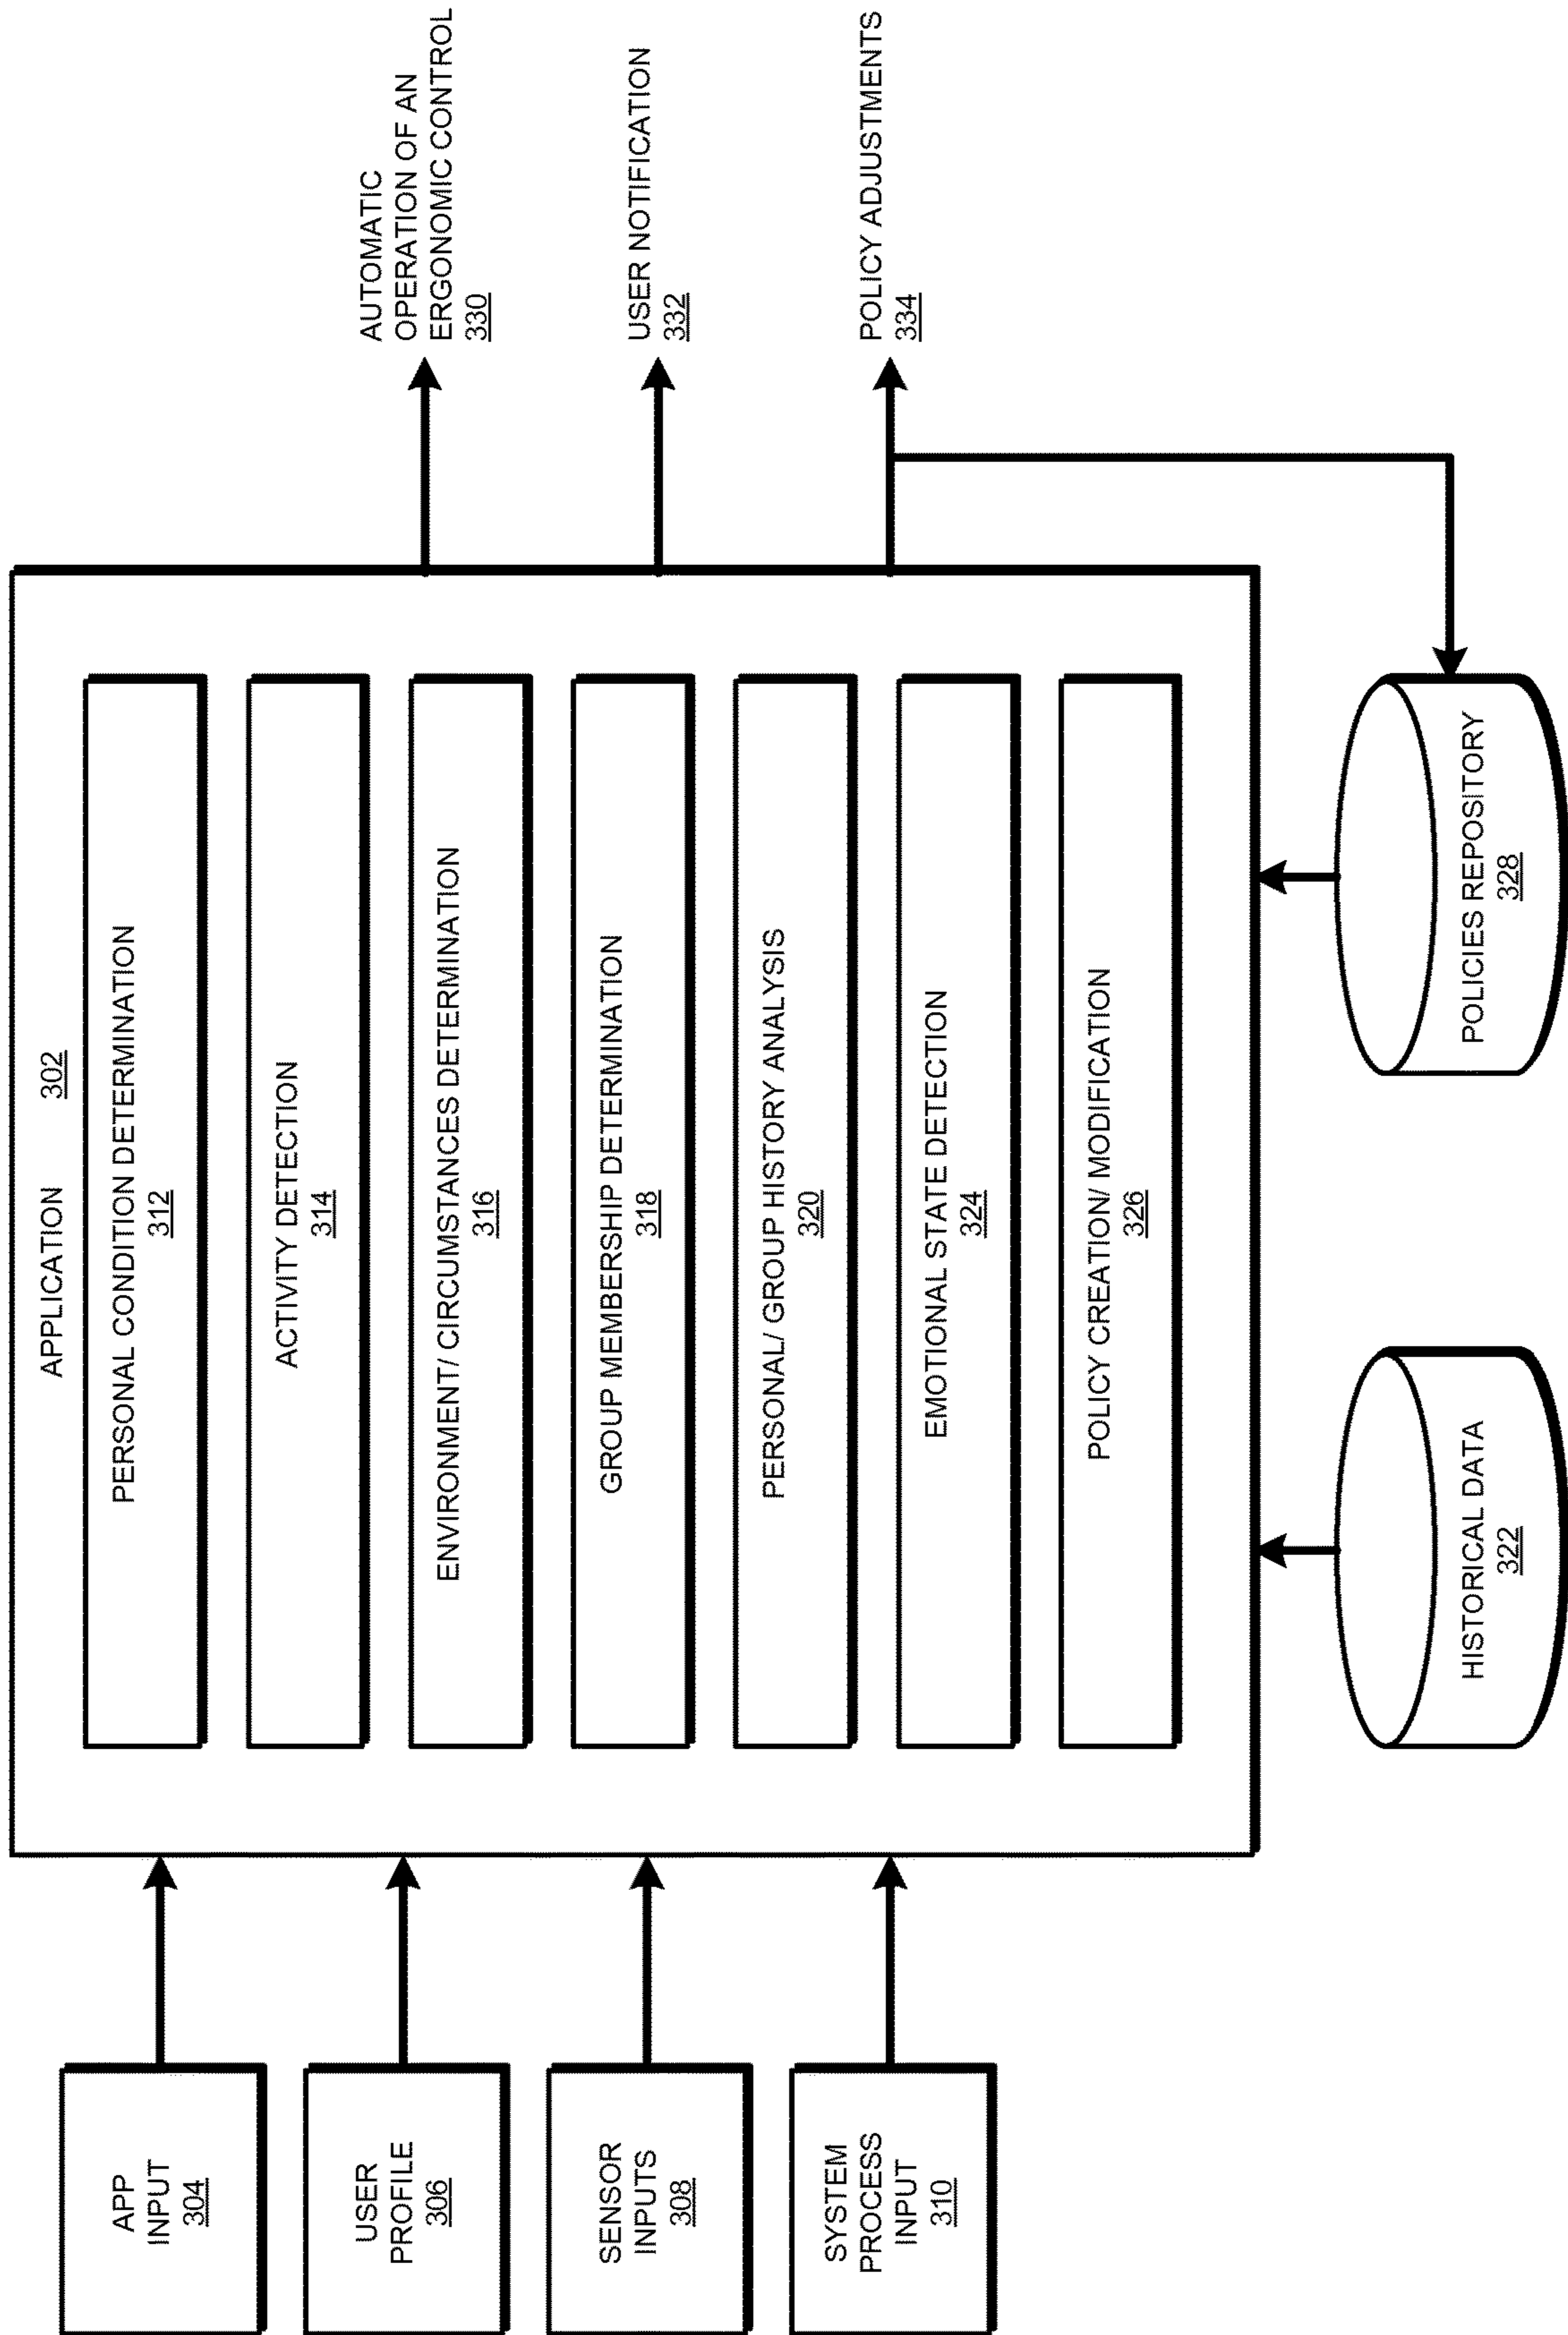 APPLICATION 302
APP
INPUT
304
USER
PROFILE
306
SENSOR
INPUTS
308
SYSTEM
PROCESS
INPUT
310
PERSONAL CONDITION DETERMINATION
312
ACTIVITY DETECTION
314
ENVIRONMENT/ CIRCUMSTANCES DETERMINATION
316
GROUP MEMBERSHIP DETERMINATION
318
PERSONAL/ GROUP HISTORY ANALYSIS
320
EMOTIONAL STATE DETECTION
324
POLICY CREATION/ MODIFICATION
326
AUTOMATIC
OPERATION OF AN
ERGONOMIC CONTROL
330
USER NOTIFICATION
332
POLICY ADJUSTMENTS
334
HISTORICAL DATA
322
POLICIES REPOSITORY
328